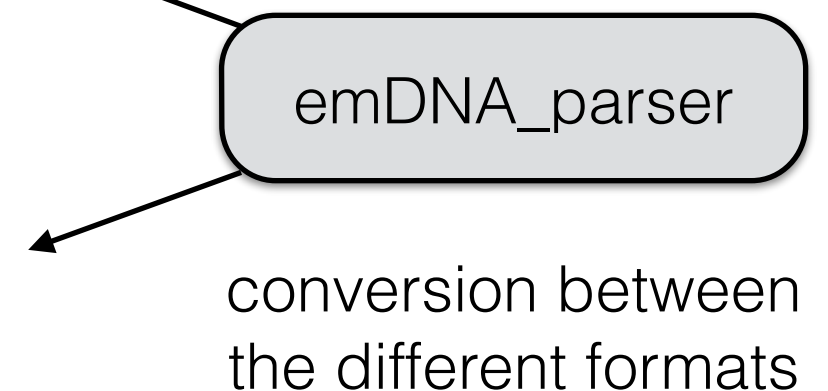 emDNA_parser
conversion between
the different formats